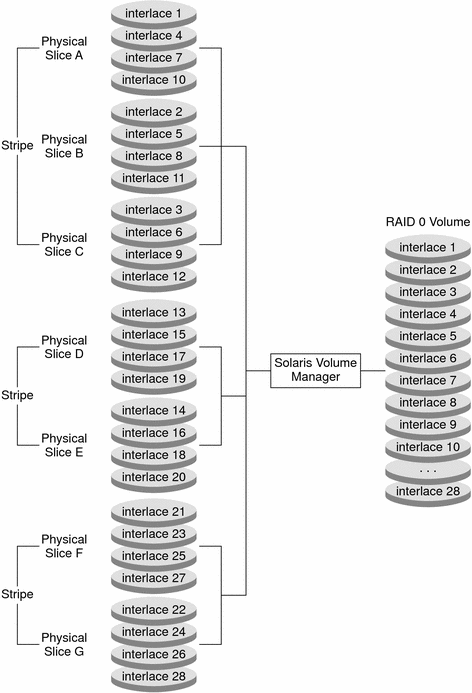 interlace 1
interlace 4
interlace 7
interlace 10
Physical
Slice A
interlace 2
interlace 5
interlace 8
interlace 11
Physical
Slice B
Stripe
interlace 3
interlace 6
interlace 9
interlace 12
Physical
Slice C
interlace 13
interlace 15
interlace 17
interlace 19
Physical
Slice D
Stripe
interlace 14
interlace 16
interlace 18
interlace 20
Physical
Slice E
interlace 21
interlace 23
interlace 25
interlace 27
Physical
Slice F
Stripe
interlace 22
interlace 24
interlace 26
interlace 28
Physical
Slice G
Solaris Volume
Manager
RAID 0 Volume
interlace 1
interlace 2
interlace 3
interlace 4
interlace 5
interlace 6
interlace 7
interlace 8
interlace 9
interlace 10
. . .
interlace 28